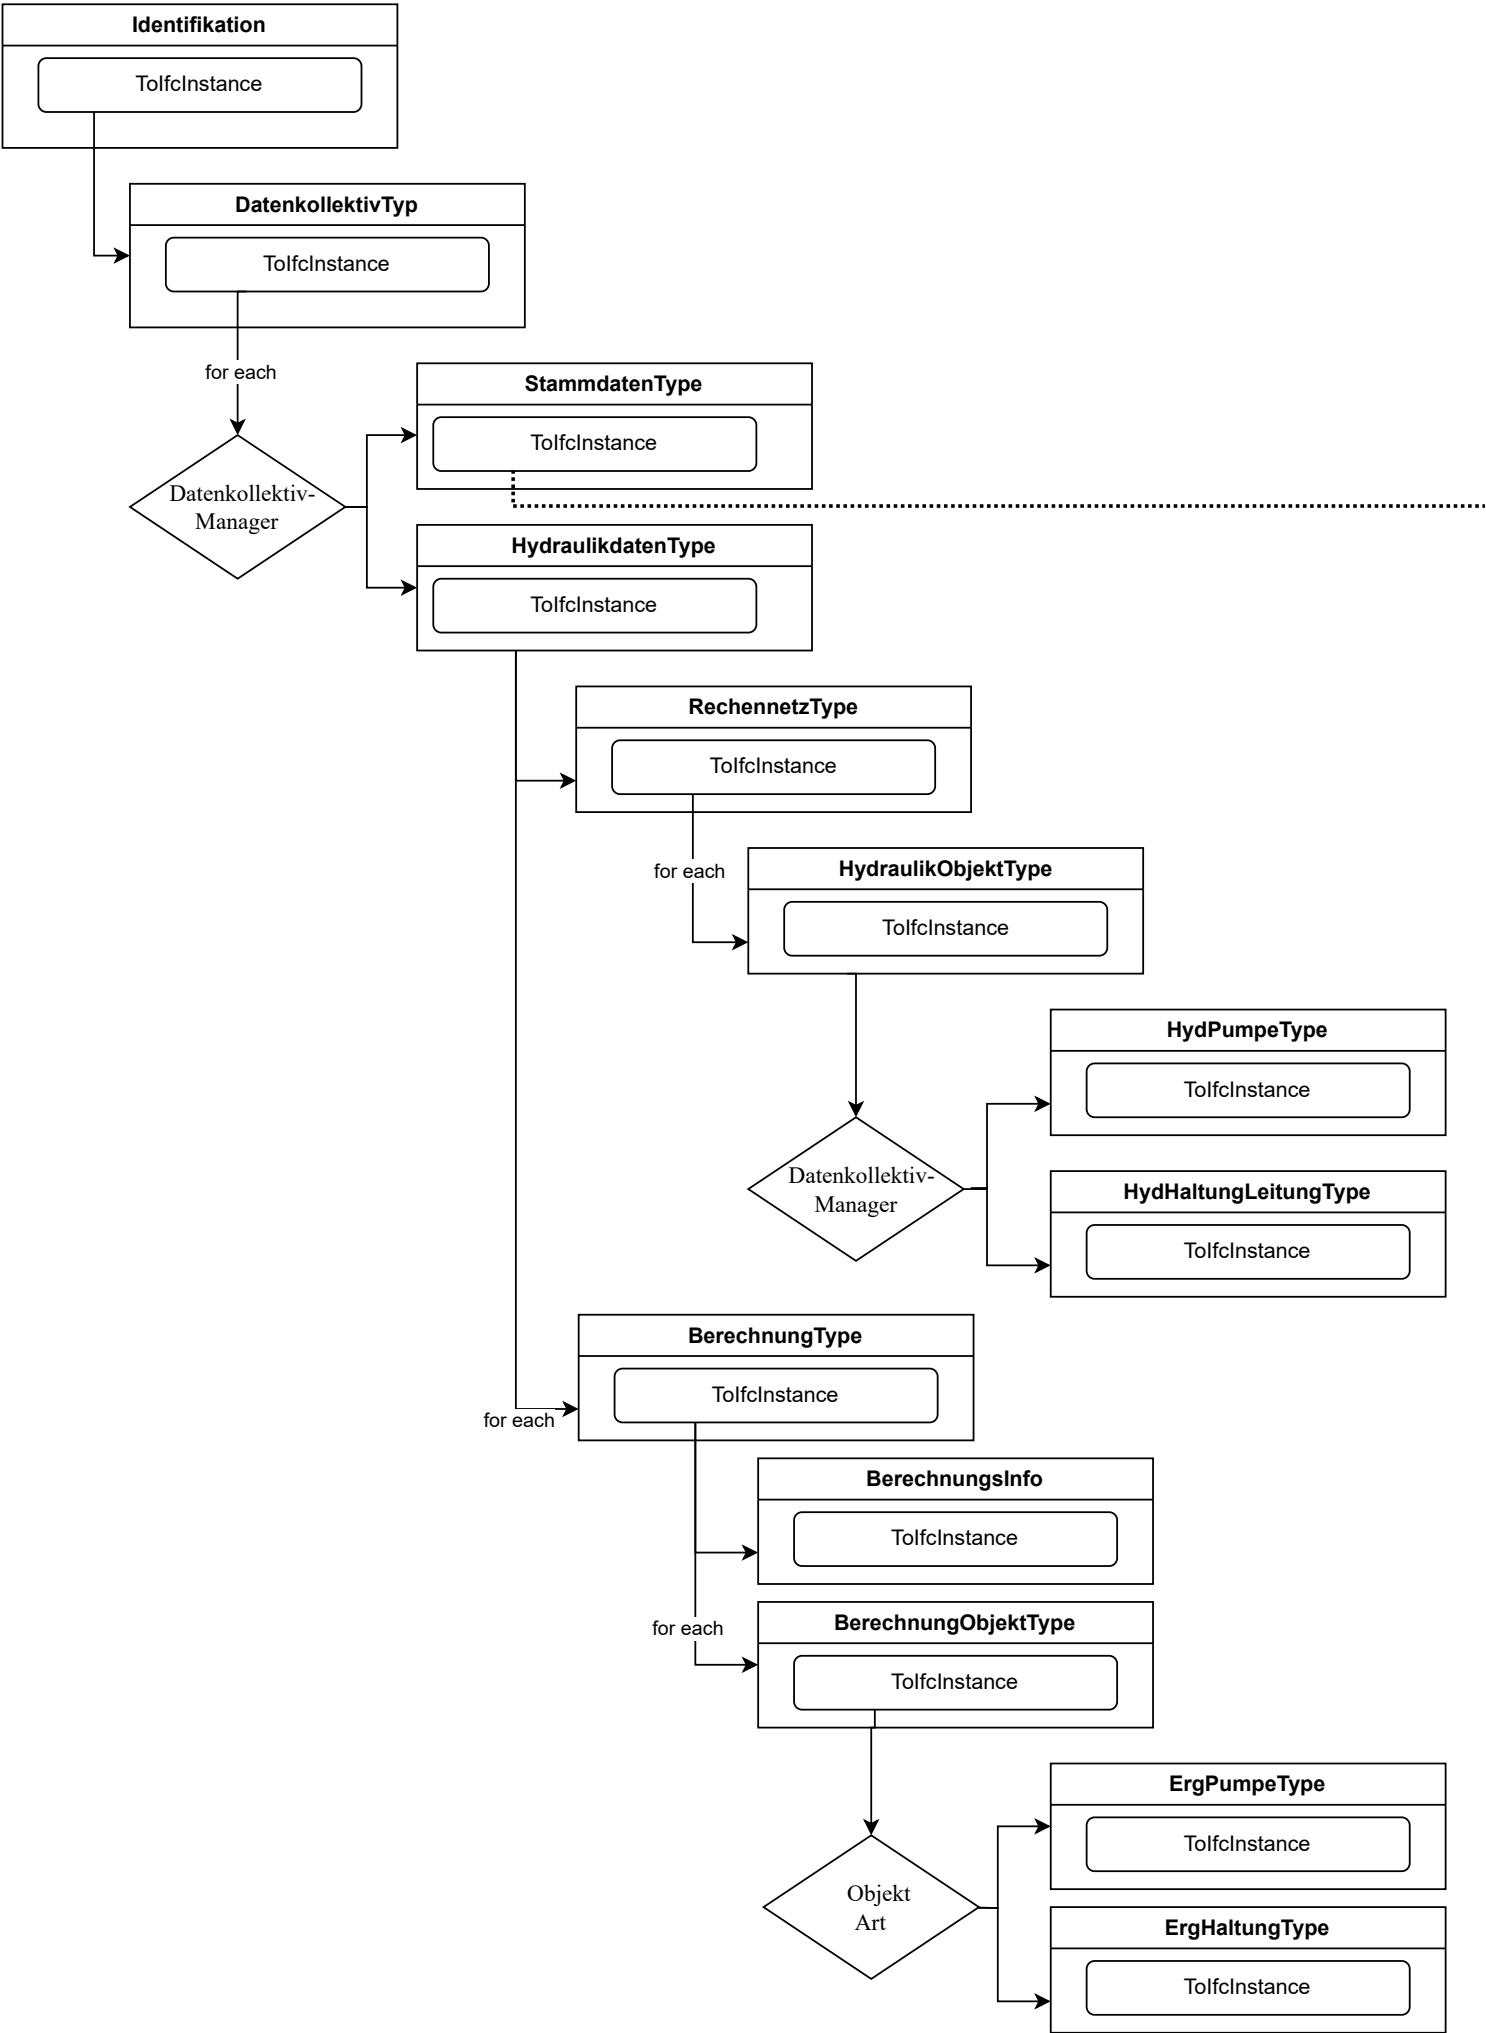 Identifikation
ToIfcInstance
DatenkollektivTyp
ToIfcInstance
for each
StammdatenType
ToIfcInstance
Datenkollektiv-
Manager
HydraulikdatenType
ToIfcInstance
RechennetzType
ToIfcInstance
for each
HydraulikObjektType
ToIfcInstance
HydPumpeType
ToIfcInstance
Datenkollektiv-
Manager
HydHaltungLeitungType
ToIfcInstance
BerechnungType
ToIfcInstance
for each
BerechnungsInfo
ToIfcInstance
for each
BerechnungObjektType
ToIfcInstance
ErgPumpeType
ToIfcInstance
Objekt
Art
ErgHaltungType
ToIfcInstance